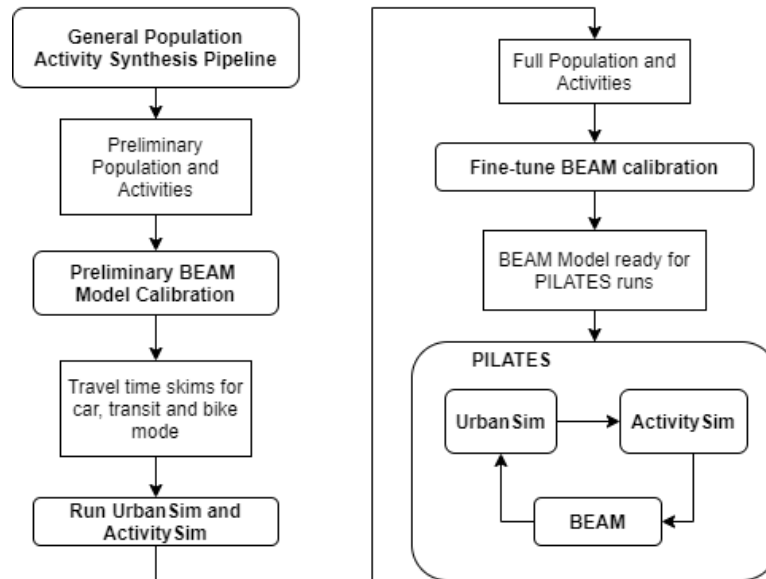 General Population
Activity Synthesis Pipeline
Preliminary
Population and
Activities
Preliminary BEAM
Model Calibration
Travel time skims for
car, transit and bike
mode
Run UrbanSim and
ActivitySim
Full Population and
Activities
Fine-tune BEAM calibration
BEAM Model ready for
PILATES runs
PILATES
UrbanSim
ActivitySim
BEAM